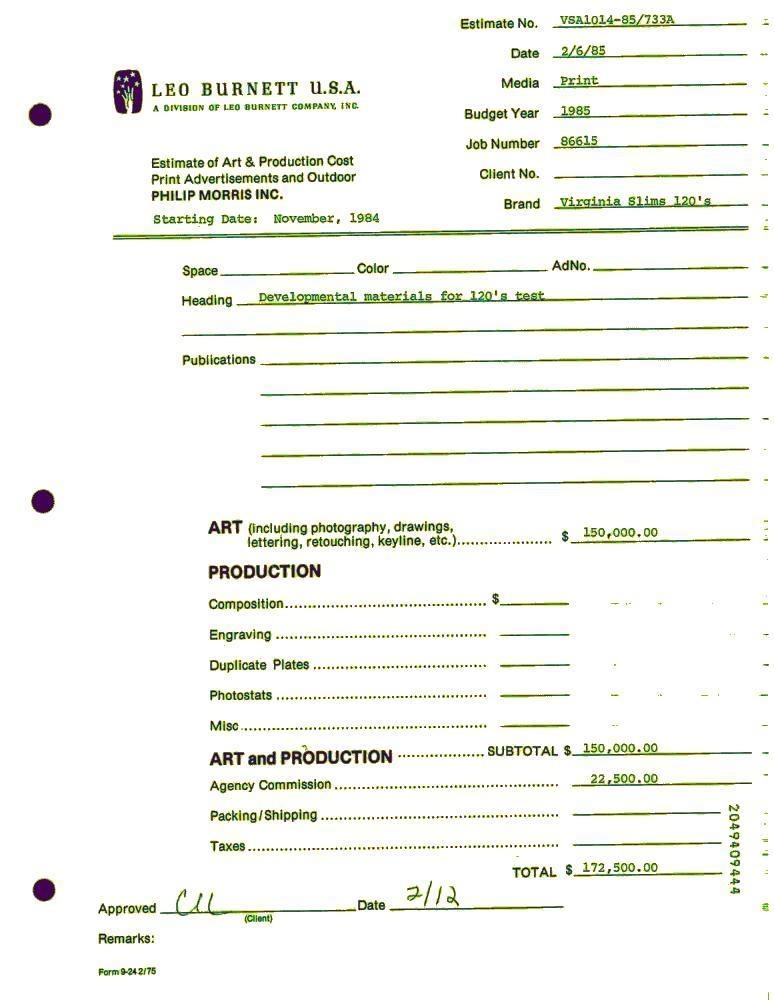 Estimate No. VSA1014-85/733A
Date 2/6/85
LEO BURNETT U.S.A.
A DIVISION OF LEO BURNETT COMPANY, INC.
Media Print
Budget Year 1985
Job Number 86615
Estimate of Art & Production Cost
Print Advertisements and Outdoor
PHILIP MORRIS INC.
Client No.
Brand Virginia Slims 120's
Starting Date: November, 1984
Space Color AdNo.
Heading Developmental materials for 120's test
Publications
ART (including photography, drawings,
lettering, retouching, keyline, etc.)..................... $ 150,000.00
PRODUCTION
Composition.......................................... $
Engraving ............................................
Duplicate Plates ....................................
Photostats ............................................
Misc...................................................
ART and PRODUCTION .................. SUBTOTAL $ 150,000.00
Agency Commission .............................................. 22,500.00
Packing/Shipping .................................................
Taxes.................................................................
TOTAL $ 172,500.00
2049409444
Approved Date 2/12
(Client)
Remarks:
Form 9-24 2/75